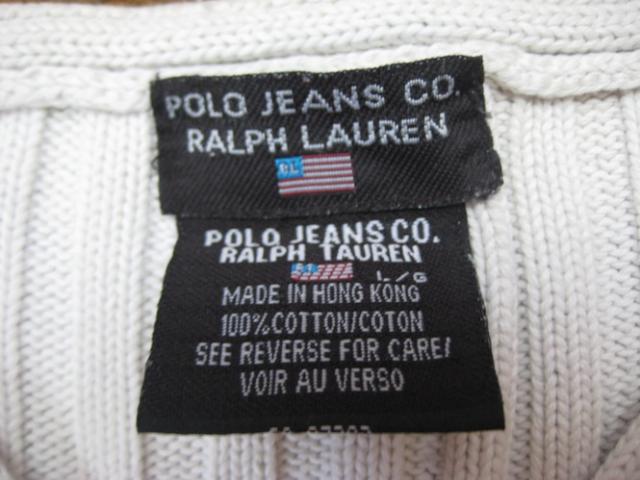 POLO JEANS CO.
RALPH LAUREN
RL
POLO JEANS CO.
RALPH TAUREN
L/G
MADE IN HONG KONG
100%COTTON/COTON
SEE REVERSE FOR CARE/
VOIR AU VERSO